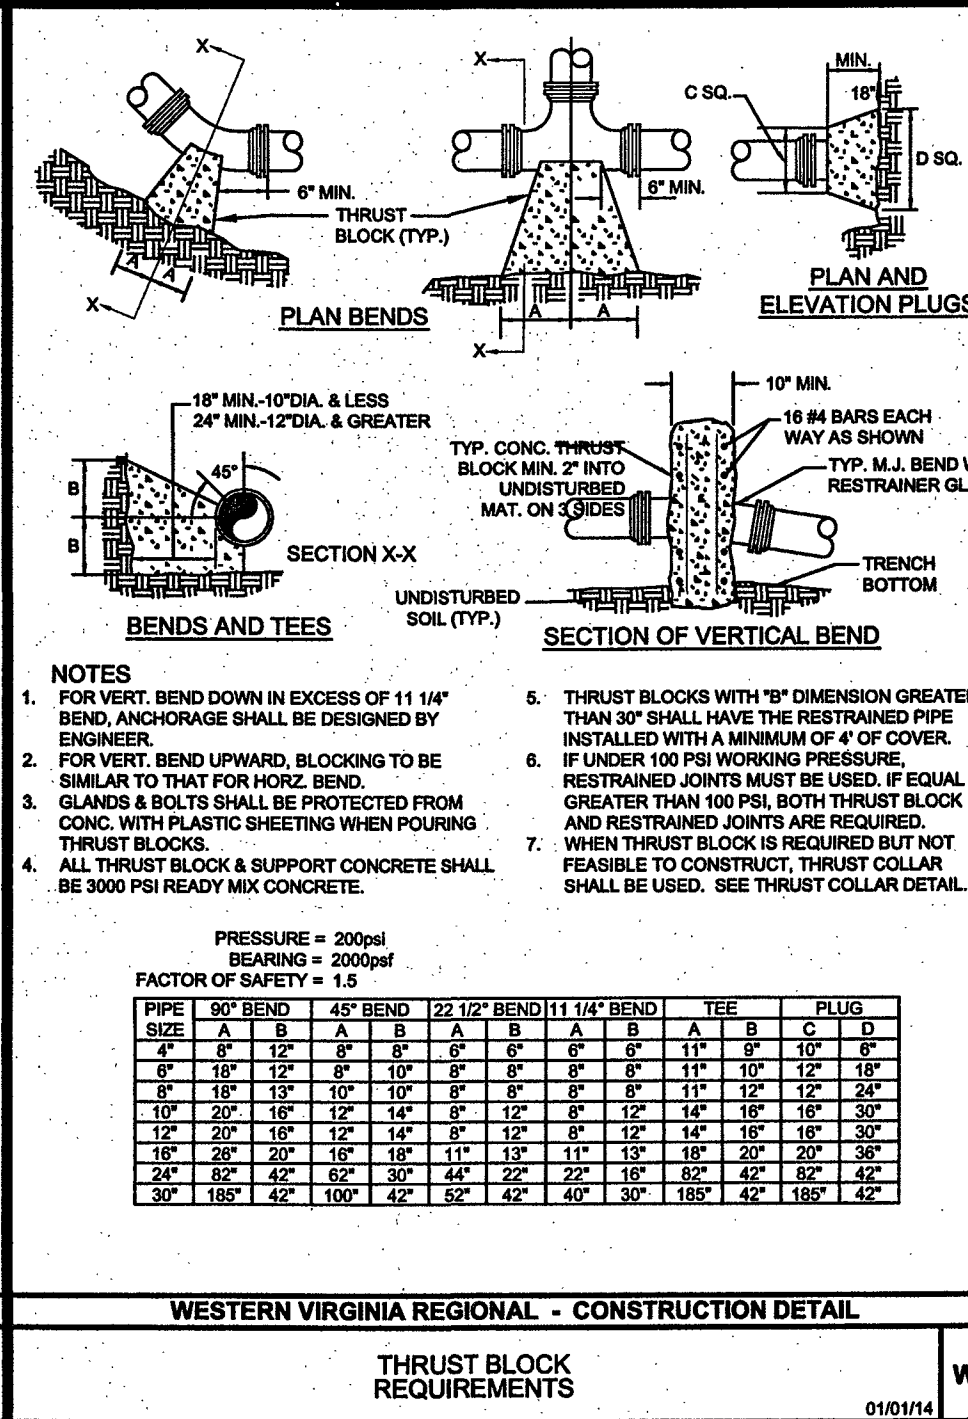 X
X
MIN.
18"
C SQ.
D SQ.
6" MIN.
6" MIN.
THRUST
BLOCK (TYP.)
A
A
X
PLAN BENDS
A
A
X
PLAN AND
ELEVATION PLUGS
18" MIN.-10"DIA. & LESS
24" MIN.-12"DIA. & GREATER
45°
B
B
SECTION X-X
BENDS AND TEES
10" MIN.
16 #4 BARS EACH
WAY AS SHOWN
TYP. CONC. THRUST
BLOCK MIN. 2" INTO
UNDISTURBED
MAT. ON 3 SIDES
TYP. M.J. BEND
RESTRAINER
TRENCH
BOTTOM
UNDISTURBED
SOIL (TYP.)
SECTION OF VERTICAL BEND
NOTES
1. FOR VERT. BEND DOWN IN EXCESS OF 11 1/4"
BEND, ANCHORAGE SHALL BE DESIGNED BY
ENGINEER.
2. FOR VERT. BEND UPWARD, BLOCKING TO BE
SIMILAR TO THAT FOR HORZ. BEND.
3. GLANDS & BOLTS SHALL BE PROTECTED FROM
CONC. WITH PLASTIC SHEETING WHEN POURING
THRUST BLOCKS.
4. ALL THRUST BLOCK & SUPPORT CONCRETE SHALL
BE 3000 PSI READY MIX CONCRETE.
5. THRUST BLOCKS WITH "B" DIMENSION GREATER
THAN 30" SHALL HAVE THE RESTRAINED PIPE
INSTALLED WITH A MINIMUM OF 4' OF COVER.
6. IF UNDER 100 PSI WORKING PRESSURE,
RESTRAINED JOINTS MUST BE USED. IF EQUAL
GREATER THAN 100 PSI, BOTH THRUST BLOCK
AND RESTRAINED JOINTS ARE REQUIRED.
7. WHEN THRUST BLOCK IS REQUIRED BUT NOT
FEASIBLE TO CONSTRUCT, THRUST COLLAR
SHALL BE USED. SEE THRUST COLLAR DETAIL.
PRESSURE = 200psi
BEARING = 2000psf
FACTOR OF SAFETY = 1.5
PIPE 90° BEND 45° BEND 22 1/2° BEND 11 1/4° BEND TEE PLUG
SIZE A B A B A B A B A B C D
4" 8" 12" 8" 8" 6" 6" 6" 6" 11" 9" 10" 6"
6" 18" 12" 8" 10" 8" 8" 8" 8" 11" 10" 12" 18"
8" 18" 13" 10" 10" 8" 8" 8" 8" 11" 12" 12" 24"
10" 20" 16" 12" 14" 8" 12" 8" 12" 14" 16" 16" 30"
12" 20" 16" 12" 14" 8" 12" 8" 12" 14" 16" 16" 30"
16" 26" 20" 16" 18" 11" 13" 11" 13" 18" 20" 20" 36"
24" 82" 42" 62" 30" 44" 22" 22" 16" 82" 42" 82" 42"
30" 185" 42" 100" 42" 52" 42" 40" 30" 185" 42" 185" 42"
WESTERN VIRGINIA REGIONAL - CONSTRUCTION DETAIL
THRUST BLOCK
REQUIREMENTS
01/01/14